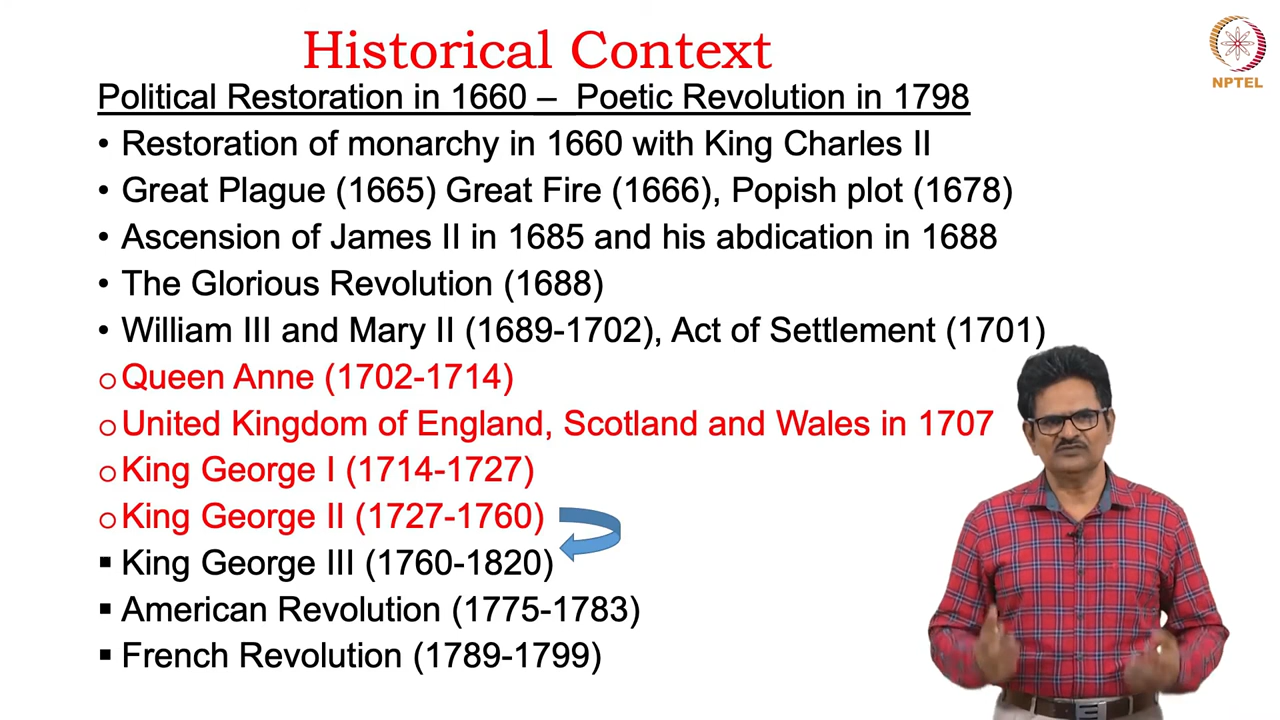 Historical Context
NPTEL
Political Restoration in 1660 – Poetic Revolution in 1798
• Restoration of monarchy in 1660 with King Charles II
• Great Plague (1665) Great Fire (1666), Popish plot (1678)
• Ascension of James II in 1685 and his abdication in 1688
• The Glorious Revolution (1688)
• William III and Mary II (1689-1702), Act of Settlement (1701)
o Queen Anne (1702-1714)
o United Kingdom of England, Scotland and Wales in 1707
o King George I (1714-1727)
o King George II (1727-1760)
▪ King George III (1760-1820)
▪ American Revolution (1775-1783)
▪ French Revolution (1789-1799)